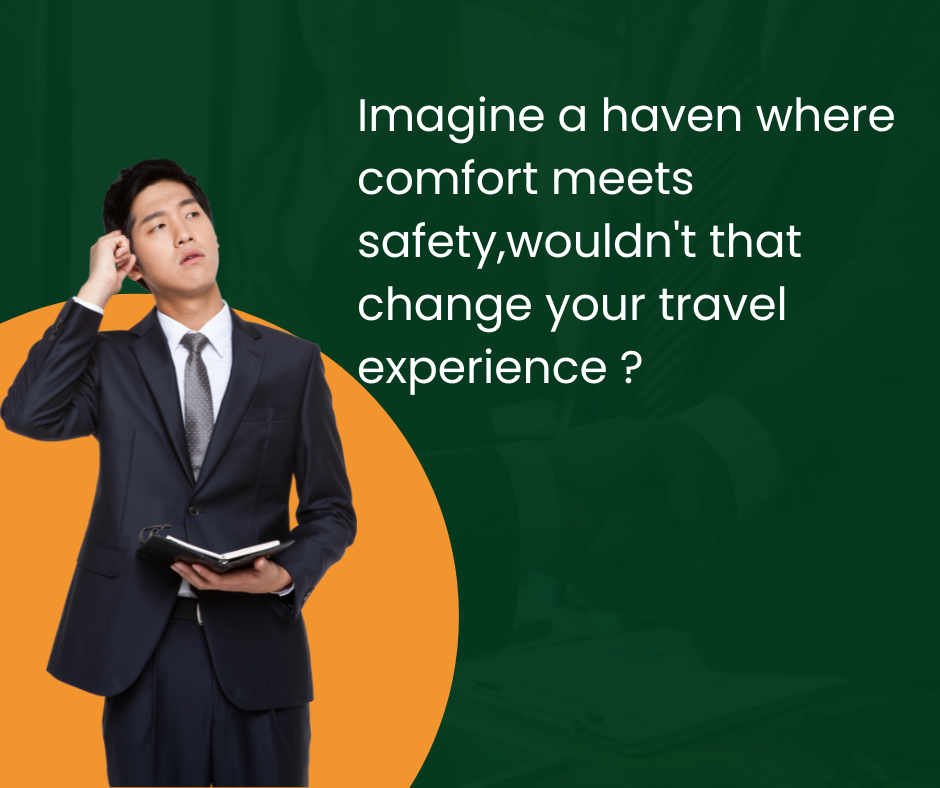 Imagine a haven where
comfort meets
safety,wouldn't that
change your travel
experience ?